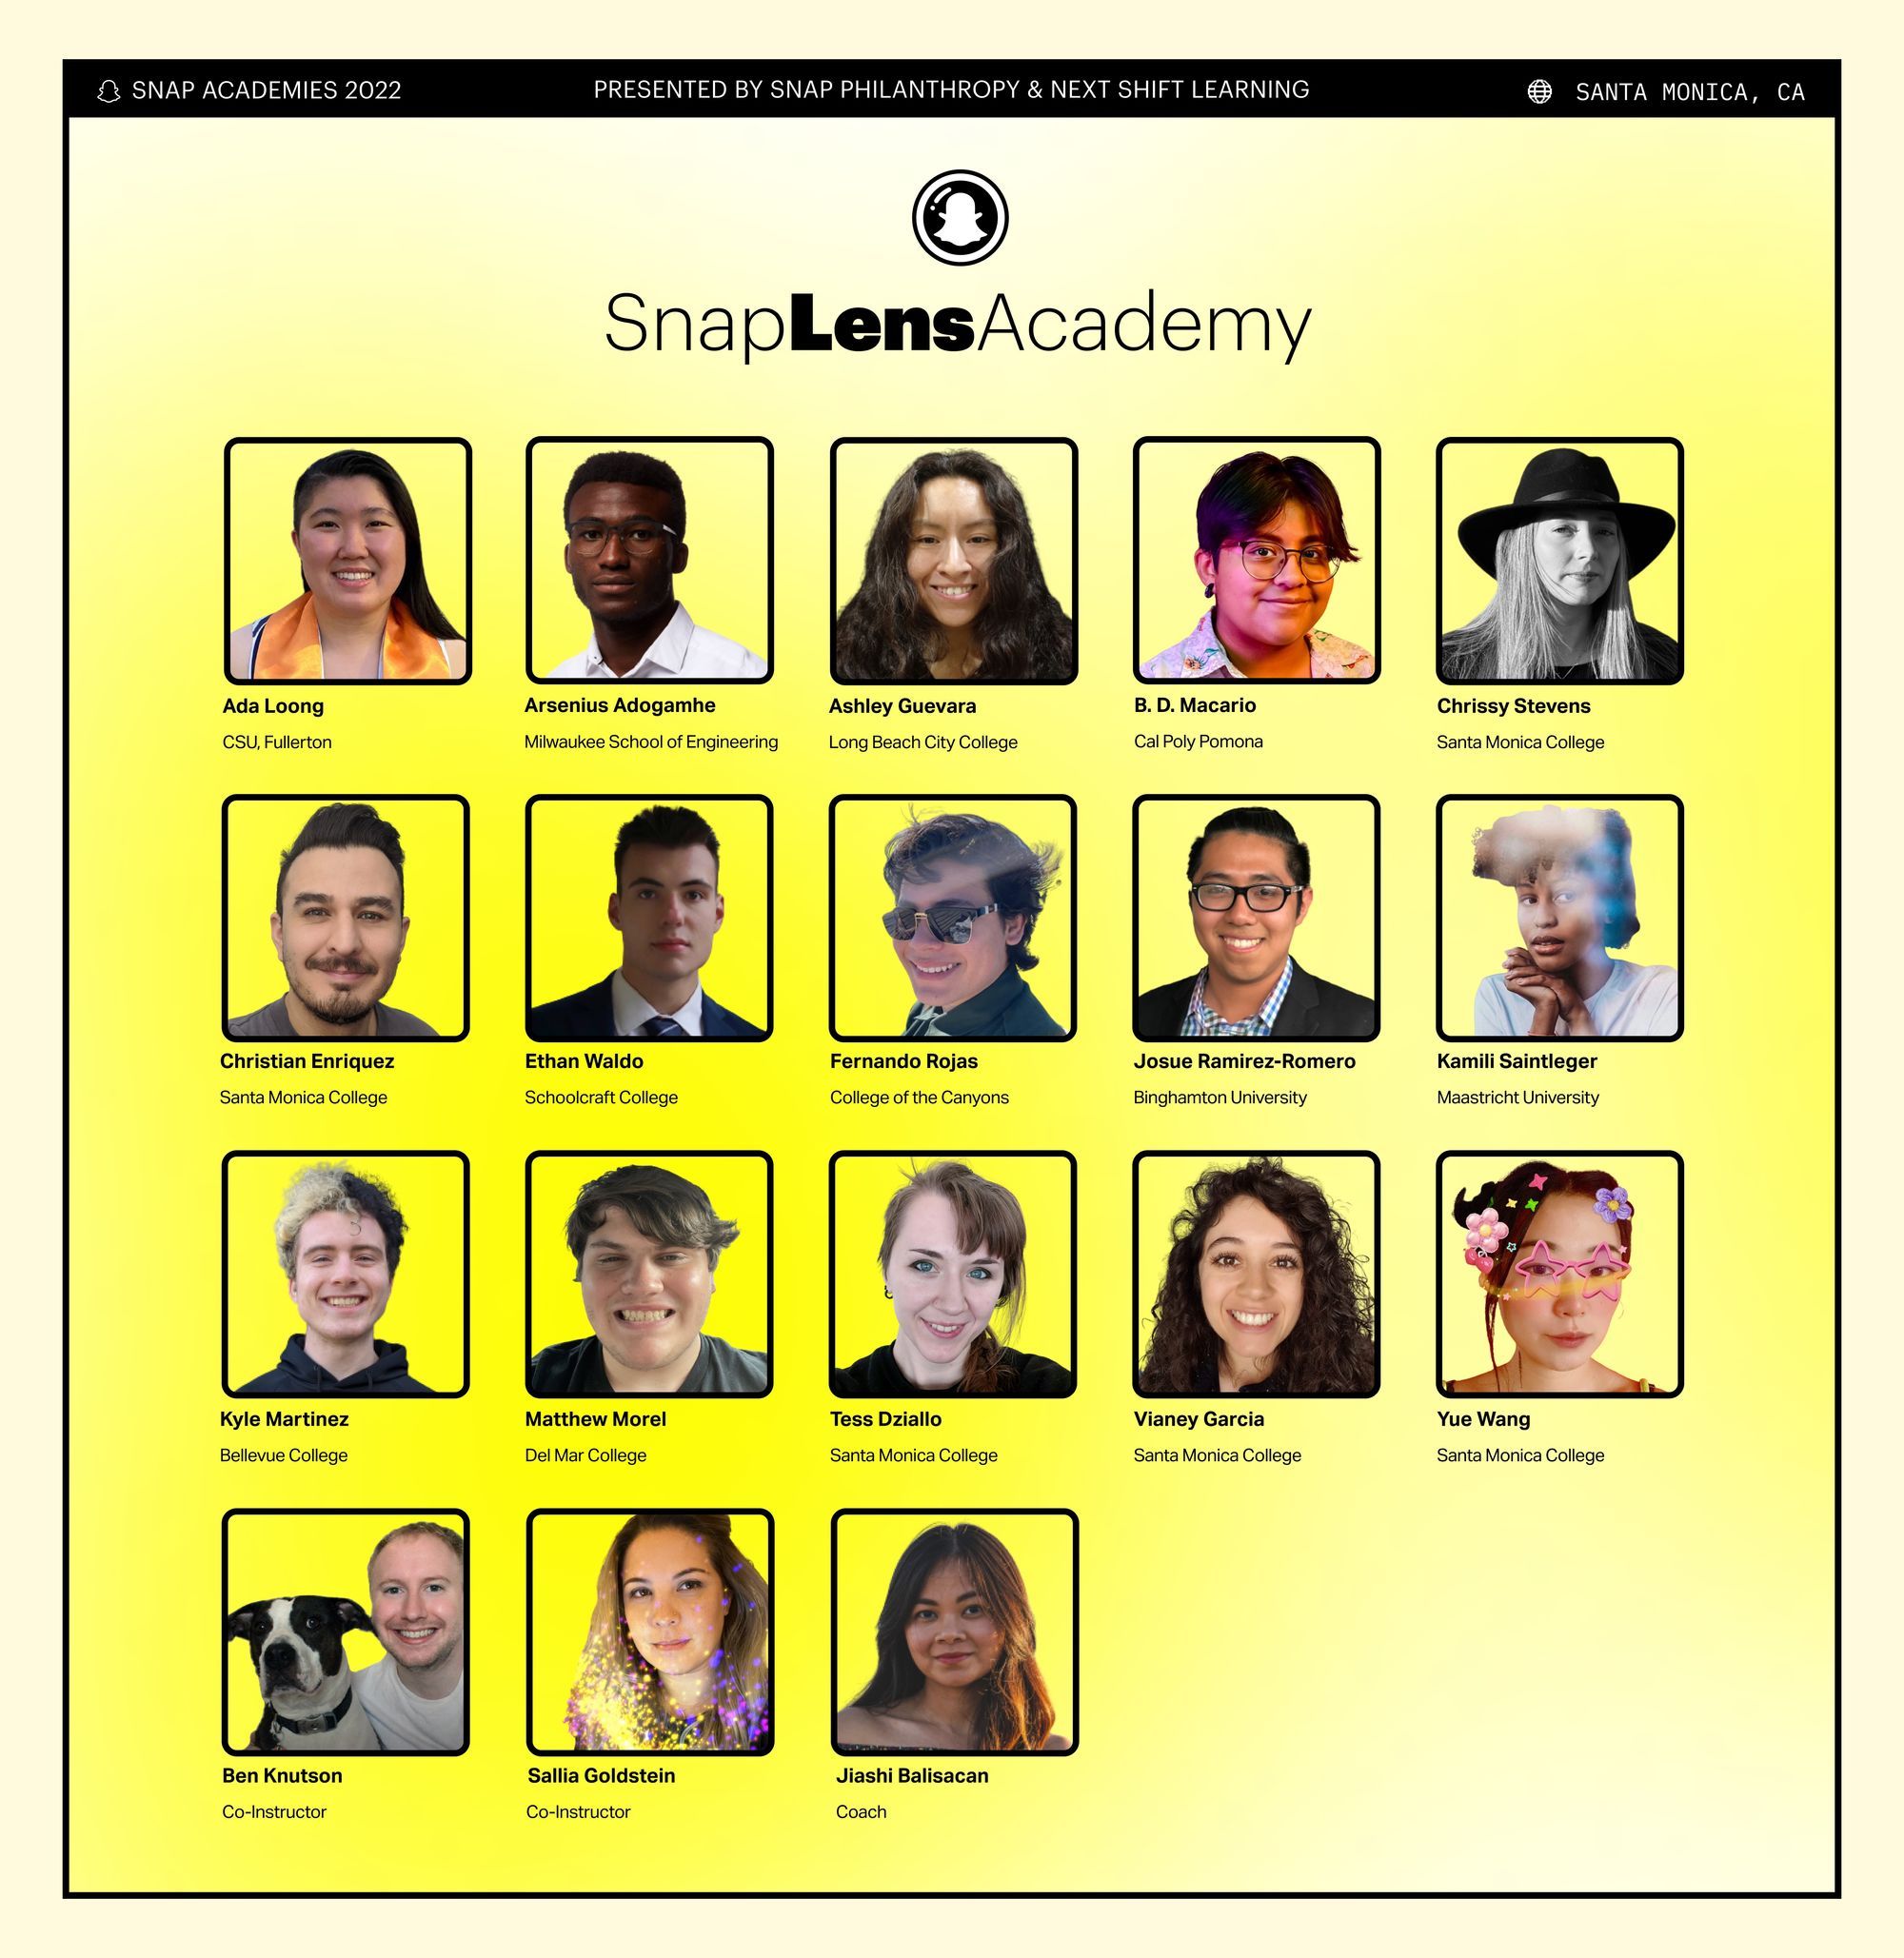 SNAP ACADEMIES 2022
PRESENTED BY SNAP PHILANTHROPY & NEXT SHIFT LEARNING
SANTA MONICA, CA
SnapLensAcademy
Ada Loong
CSU, Fullerton
Arsenius Adogamhe
Milwaukee School of Engineering
Ashley Guevara
Long Beach City College
B. D. Macario
Cal Poly Pomona
Chrissy Stevens
Santa Monica College
Christian Enriquez
Santa Monica College
Ethan Waldo
Schoolcraft College
Fernando Rojas
College of the Canyons
Josue Ramirez-Romero
Binghamton University
Kamili Saintleger
Maastricht University
Kyle Martinez
Bellevue College
Matthew Morel
Del Mar College
Tess Dziallo
Santa Monica College
Vianey Garcia
Santa Monica College
Yue Wang
Santa Monica College
Ben Knutson
Co-Instructor
Sallia Goldstein
Co-Instructor
Jiashi Balisacan
Coach